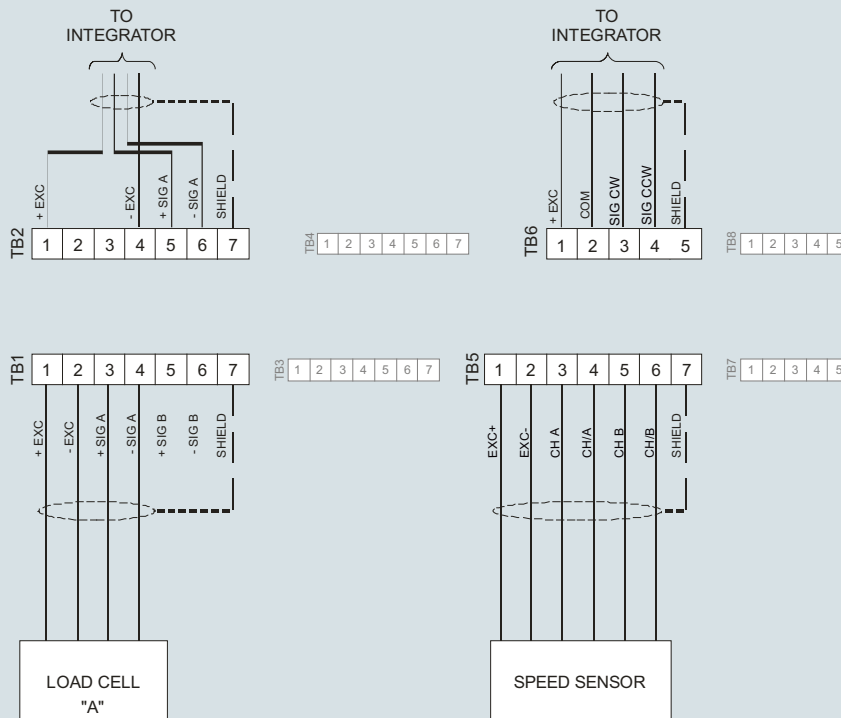 TO
INTEGRATOR
TO
INTEGRATOR
+ EXC
- EXC
+ SIG A
- SIG A
SHIELD
+ EXC
COM
SIG CW
SIG CCW
SHIELD
TB2 1 2 3 4 5 6 7
TB4 1 2 3 4 5 6 7
TB6 1 2 3 4 5
TB8 1 2 3 4 5
TB1 1 2 3 4 5 6 7
TB3 1 2 3 4 5 6 7
TB5 1 2 3 4 5 6 7
TB7 1 2 3 4 5
+ EXC
- EXC
+ SIG A
- SIG A
+ SIG B
- SIG B
SHIELD
EXC+
EXC-
CH A
CH/A
CH B
CH/B
SHIELD
LOAD CELL
"A"
SPEED SENSOR